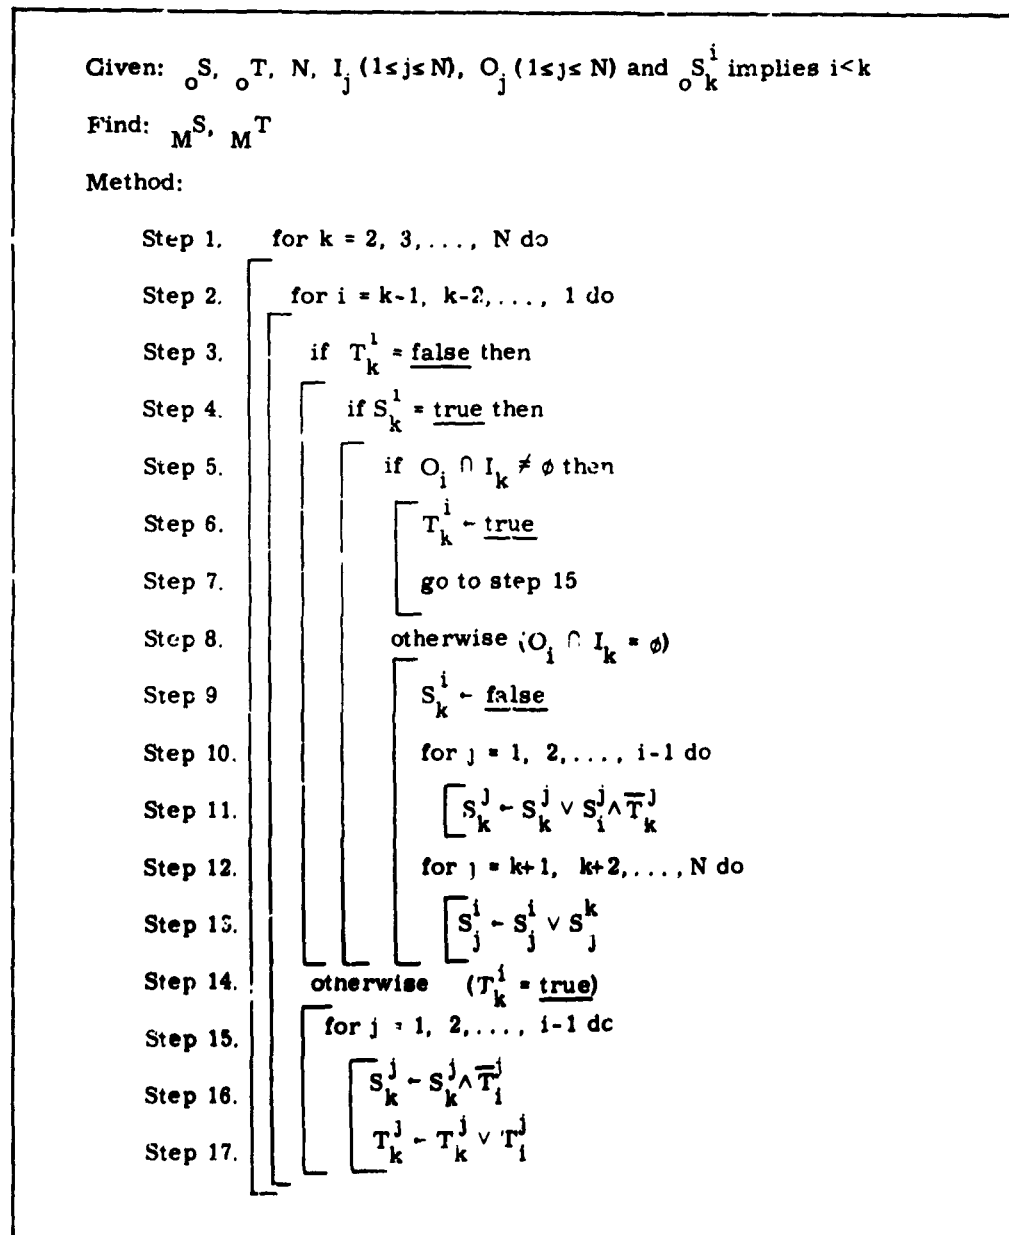 Given: ₒS, ₒT, N, I_j (1≤j≤N), O_j (1≤j≤N) and ₒS_k^i implies i<k
Find: _M S, _M T
Method:
Step 1. for k = 2, 3,..., N do
Step 2. for i = k-1, k-2,..., 1 do
Step 3. if T_k^i = false then
Step 4. if S_k^i = true then
Step 5. if O_i ∩ I_k ≠ ø then
Step 6. T_k^i ← true
Step 7. go to step 15
Step 8. otherwise (O_i ∩ I_k = ø)
Step 9 S_k^i ← false
Step 10. for j = 1, 2,..., i-1 do
Step 11. S_k^j ← S_k^j ∨ S_i^j ∧ T̅_k^j
Step 12. for j = k+1, k+2,..., N do
Step 13. S_j^i ← S_j^i ∨ S_j^k
Step 14. otherwise (T_k^i = true)
Step 15. for j = 1, 2,..., i-1 do
Step 16. S_k^j ← S_k^j ∧ T̅_i^j
Step 17. T_k^j ← T_k^j ∨ T_i^j